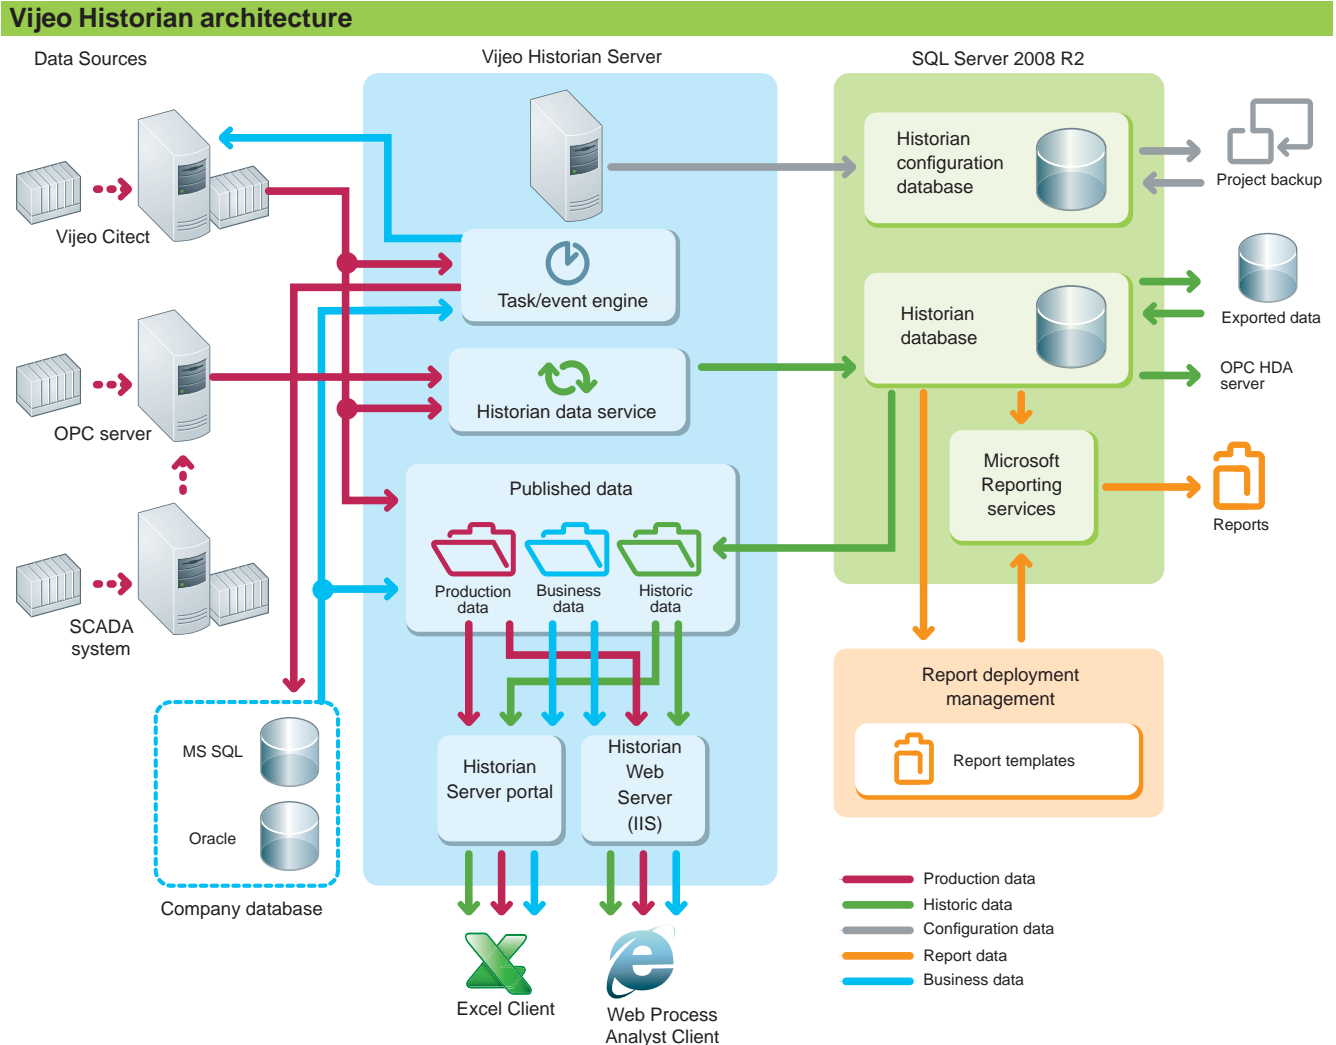 Vijeo Historian architecture
Data Sources
Vijeo Historian Server
SQL Server 2008 R2
Vijeo Citect
OPC server
SCADA
system
MS SQL
Oracle
Company database
Task/event engine
Historian data service
Published data
Production
data
Business
data
Historic
data
Historian
Server portal
Historian
Web
Server
(IIS)
Excel Client
Web Process
Analyst Client
Historian
configuration
database
Historian
database
Microsoft
Reporting
services
Project backup
Exported data
OPC HDA
server
Reports
Report deployment
management
Report templates
Production data
Historic data
Configuration data
Report data
Business data